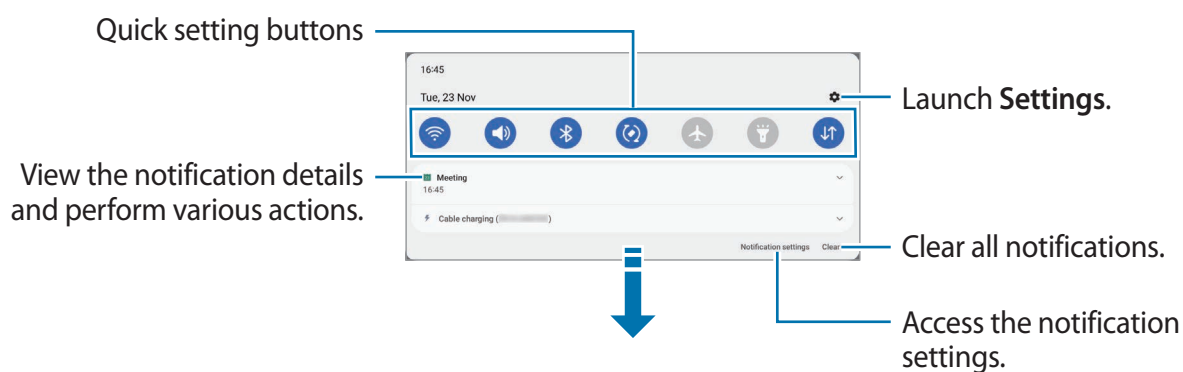 Quick setting buttons
16:45
Tue, 23 Nov
Launch Settings.
View the notification details
and perform various actions.
Meeting
16:45
Cable charging ( )
Notification settings Clear
Clear all notifications.
Access the notification
settings.